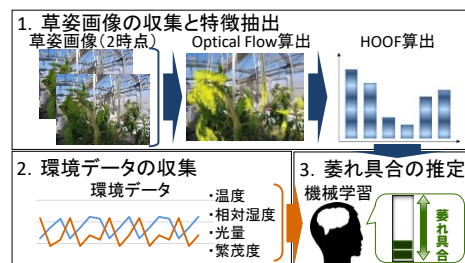 1. 草姿画像の収集と特徴抽出
草姿画像(2時点)
Optical Flow算出
HOOF算出
2. 環境データの収集
環境データ
・温度
・相対湿度
・光量
・繁茂度
3. 萎れ具合の推定
機械学習
萎れ具合